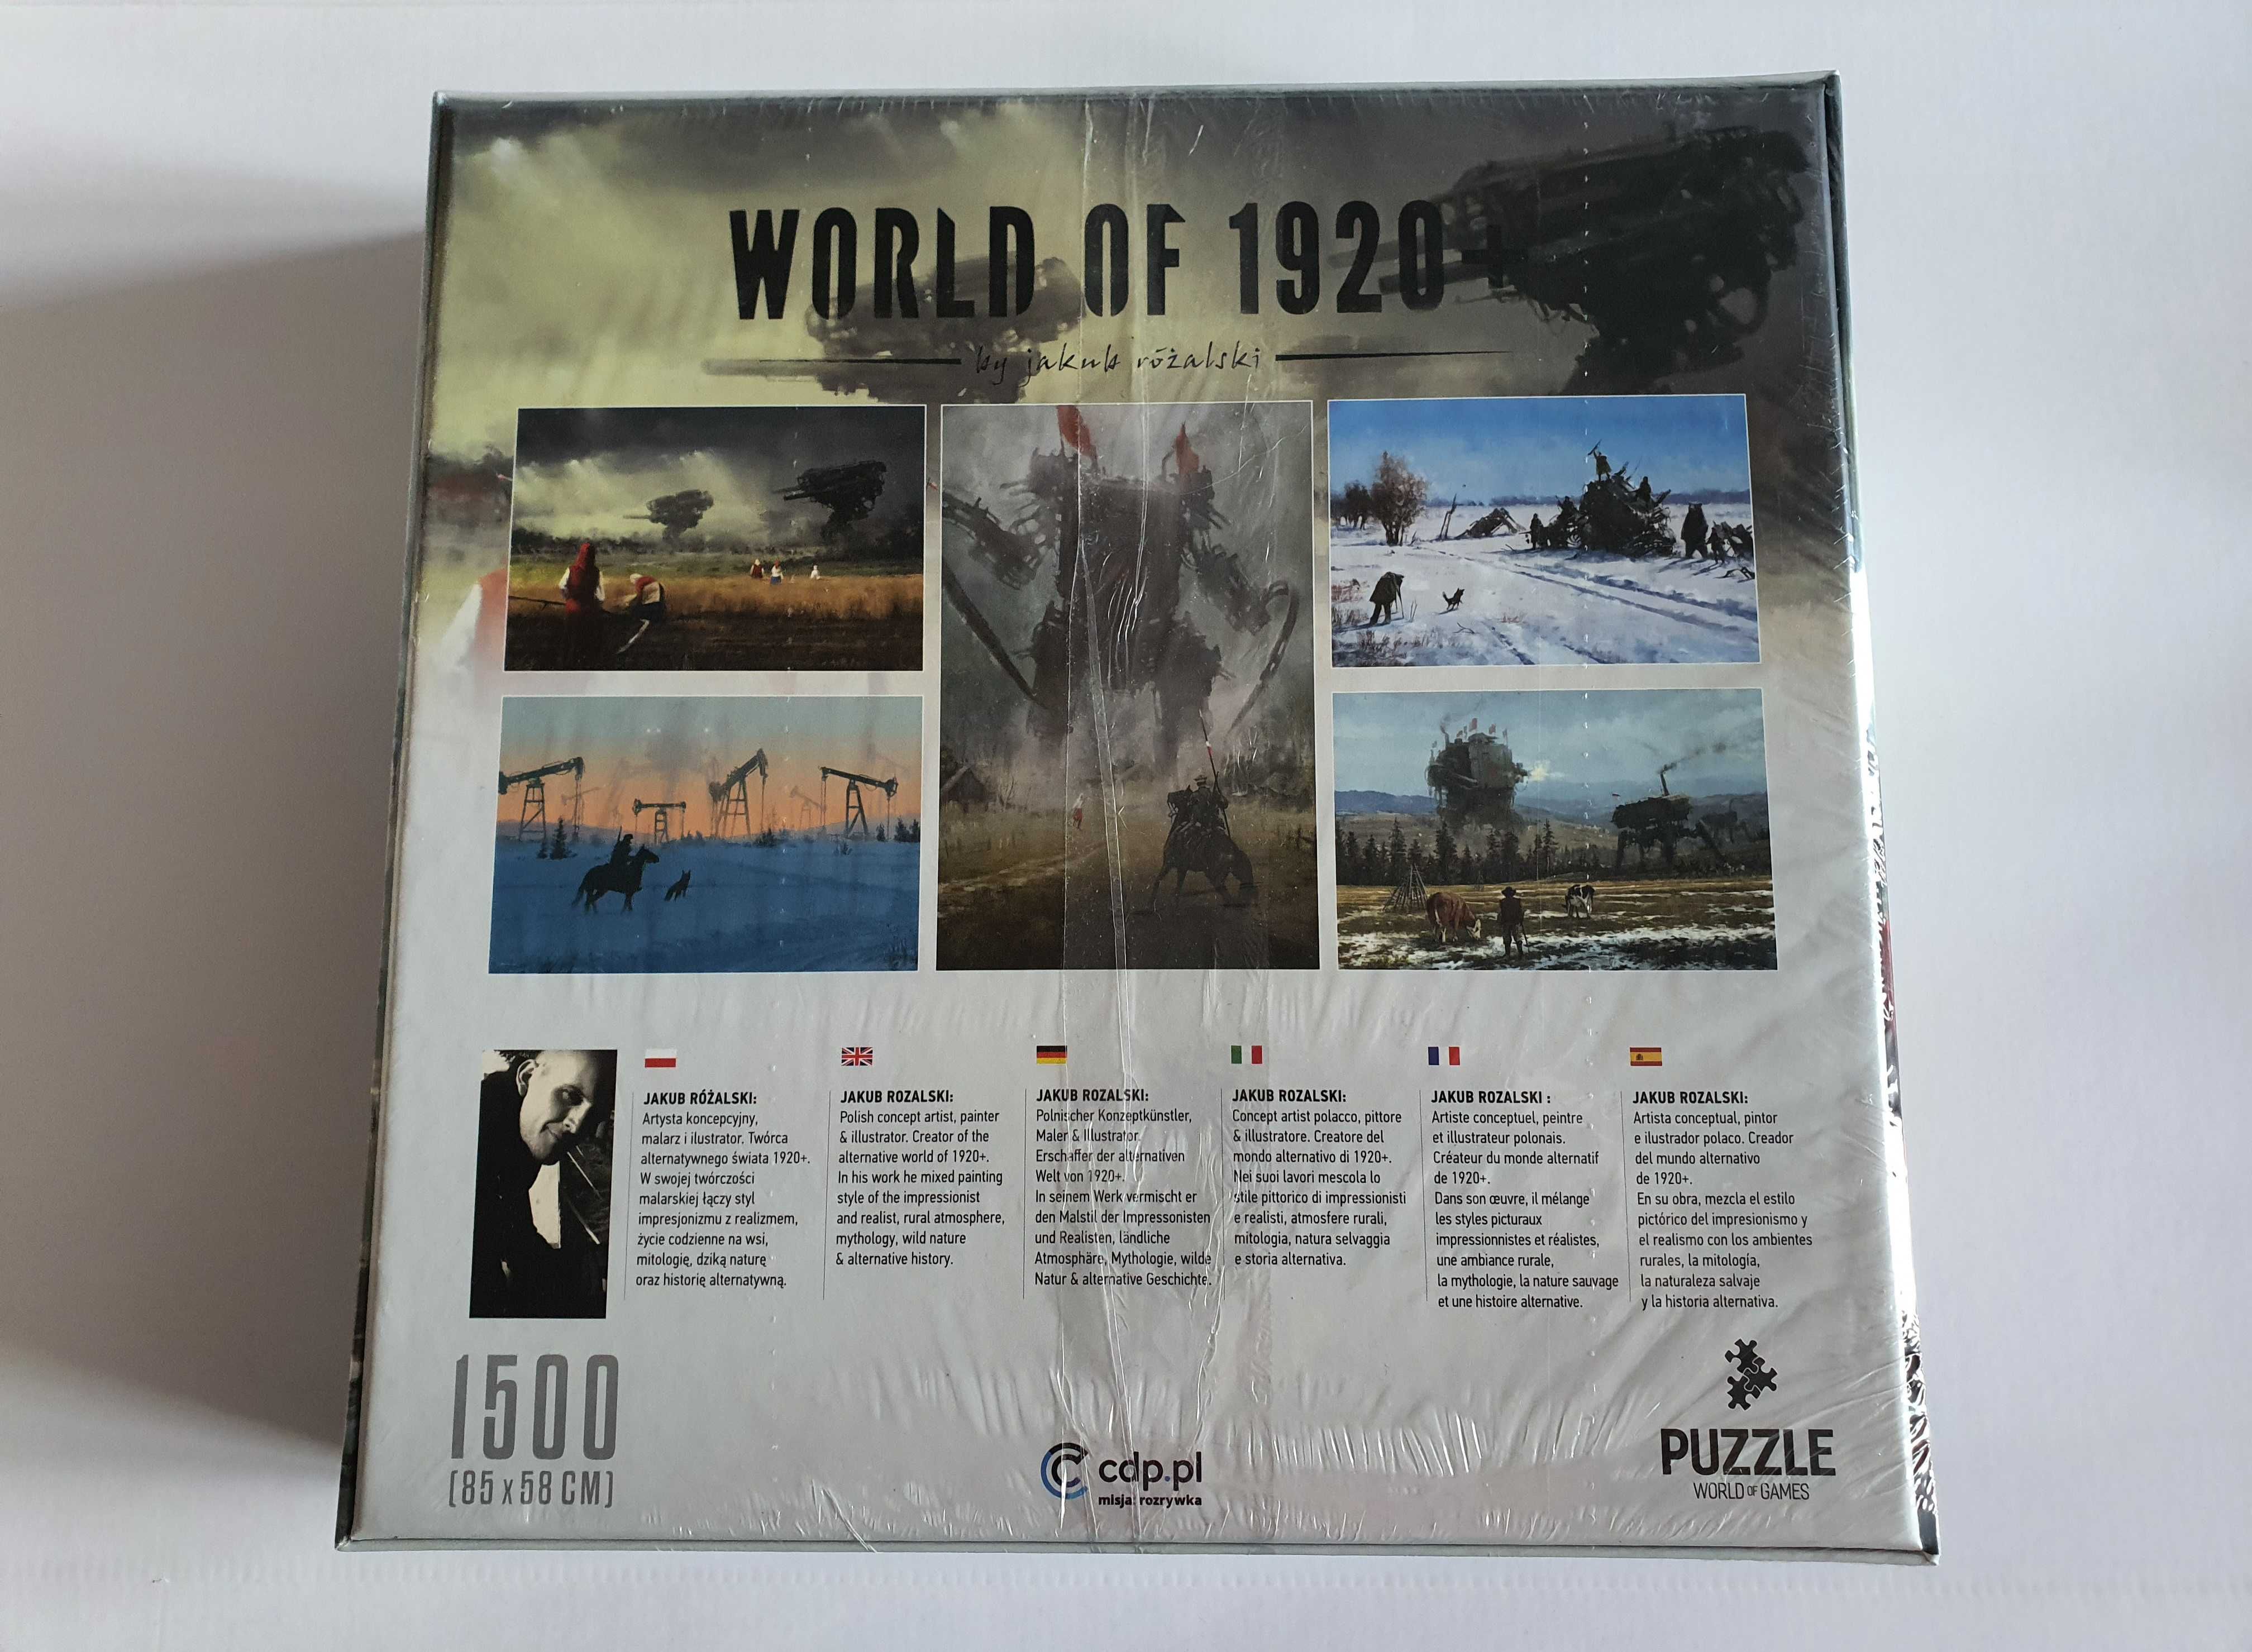 WORLD OF 1920+
by jakub różalski
JAKUB RÓŻALSKI:
Artysta koncepcyjny,
malarz i ilustrator. Twórca
alternatywnego świata 1920+.
W swojej twórczości
malarskiej łączy styl
impresjonizmu z realizmem,
życie codzienne na wsi,
mitologię, dziką naturę
oraz historię alternatywną.
JAKUB ROZALSKI:
Polish concept artist, painter
& illustrator. Creator of the
alternative world of 1920+.
In his work he mixed painting
style of the impressionist
and realist, rural atmosphere,
mythology, wild nature
& alternative history.
JAKUB ROZALSKI:
Polnischer Konzeptkünstler,
Maler & Illustrator.
Erschaffer der alternativen
Welt von 1920+.
In seinem Werk vermischt er
den Malstil der Impressonisten
und Realisten, ländliche
Atmosphäre, Mythologie, wilde
Natur & alternative Geschichte.
JAKUB ROZALSKI:
Concept artist polacco, pittore
& illustratore. Creatore del
mondo alternativo di 1920+.
Nei suoi lavori mescola lo
stile pittorico di impressionisti
e realisti, atmosfere rurali,
mitologia, natura selvaggia
e storia alternativa.
JAKUB ROZALSKI :
Artiste conceptuel, peintre
et illustrateur polonais.
Créateur du monde alternatif
de 1920+.
Dans son œuvre, il mélange
les styles picturaux
impressionnistes et réalistes,
une ambiance rurale,
la mythologie, la nature sauvage
et une histoire alternative.
JAKUB ROZALSKI:
Artista conceptual, pintor
e ilustrador polaco. Creador
del mundo alternativo
de 1920+.
En su obra, mezcla el estilo
pictórico del impresionismo y
el realismo con los ambientes
rurales, la mitología,
la naturaleza salvaje
y la historia alternativa.
1500
[85 x 58 CM]
cdp.pl
misja: rozrywka
PUZZLE
WORLD OF GAMES